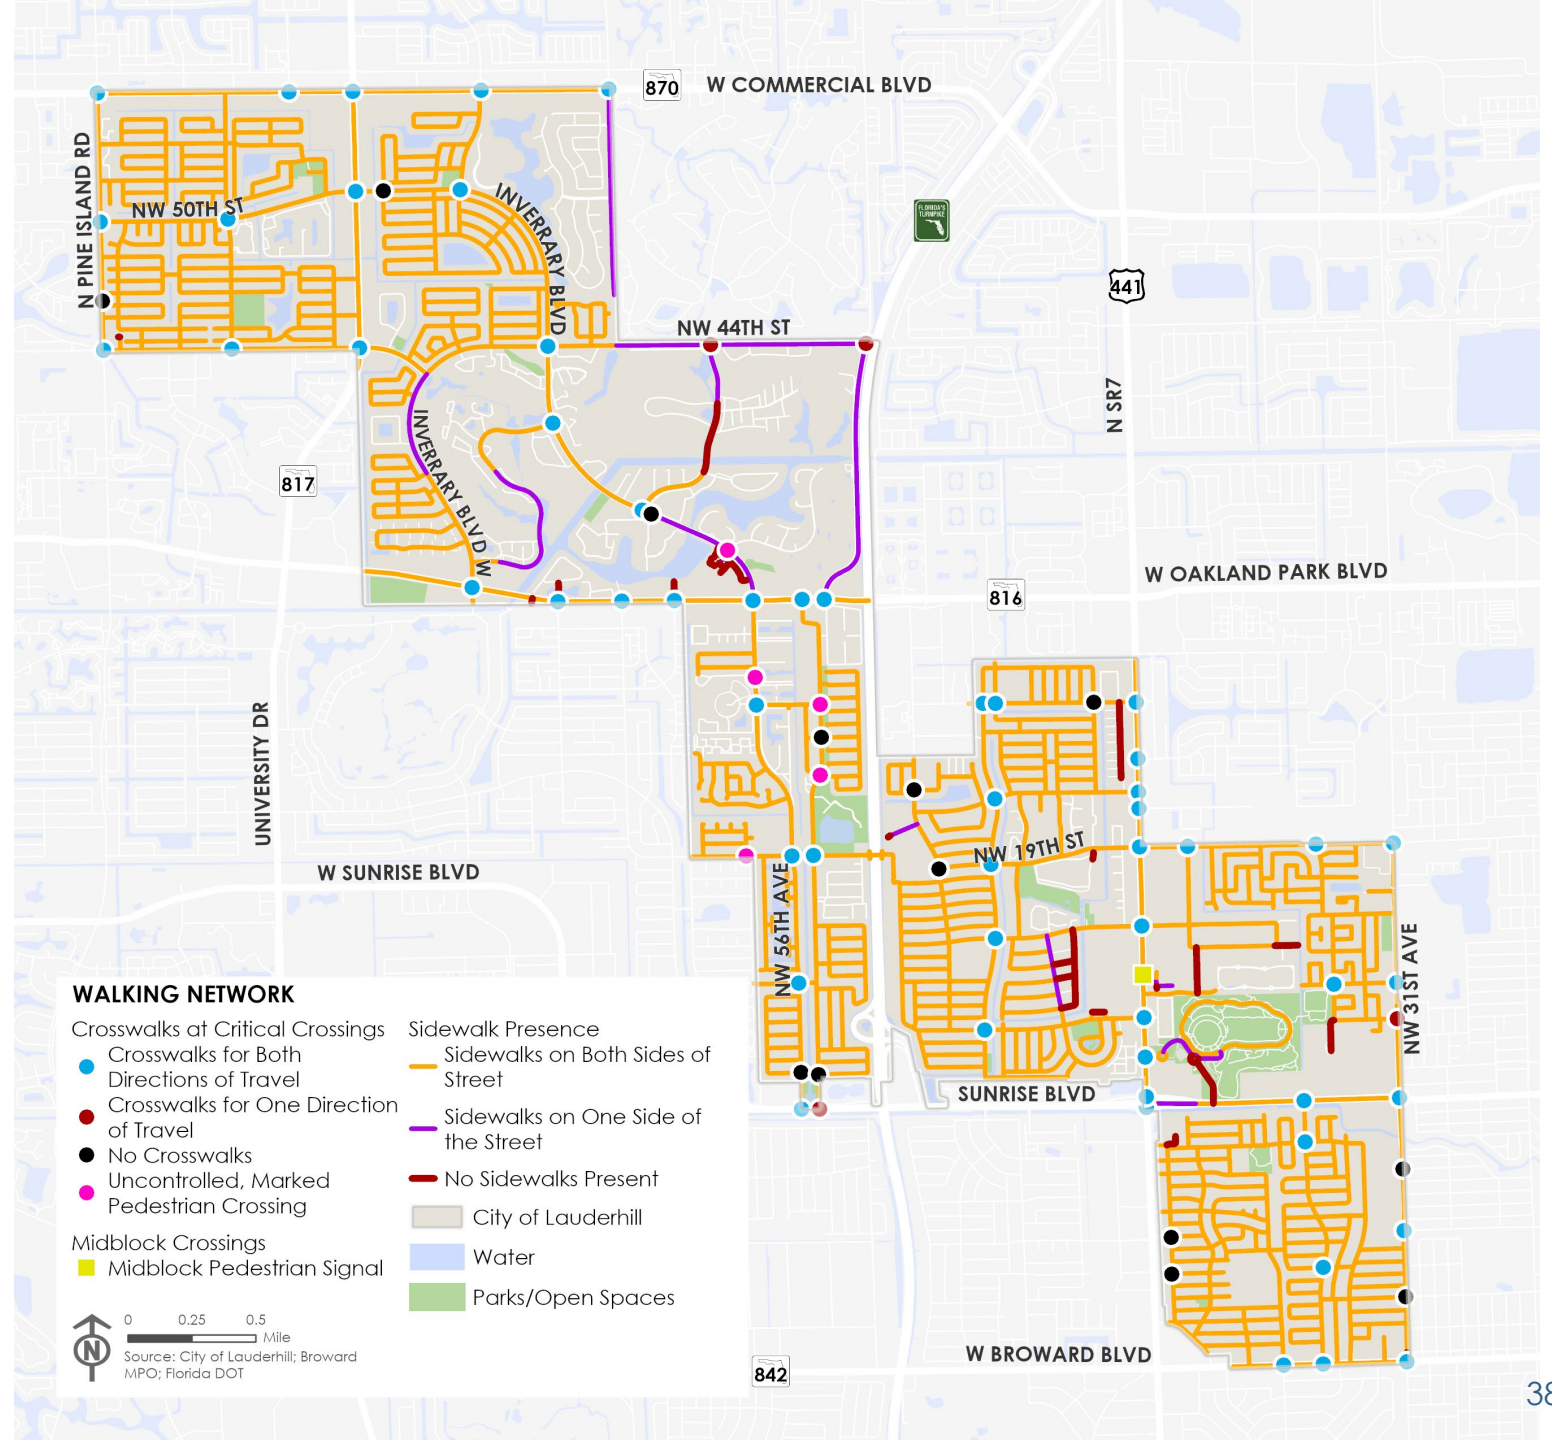 870
W COMMERCIAL BLVD
N PINE ISLAND RD
NW 50TH ST
INVERRARY BLVD
FLORIDA'S
TURNPIKE
441
NW 44TH ST
N SR7
INVERRARY BLVD W
817
W OAKLAND PARK BLVD
816
UNIVERSITY DR
NW 19TH ST
W SUNRISE BLVD
NW 56TH AVE
NW 31ST AVE
SUNRISE BLVD
W BROWARD BLVD
842
38
WALKING NETWORK
Crosswalks at Critical Crossings
Crosswalks for Both
Directions of Travel
Crosswalks for One Direction
of Travel
No Crosswalks
Uncontrolled, Marked
Pedestrian Crossing
Midblock Crossings
Midblock Pedestrian Signal
Sidewalk Presence
Sidewalks on Both Sides of
Street
Sidewalks on One Side of
the Street
No Sidewalks Present
City of Lauderhill
Water
Parks/Open Spaces
N
0 0.25 0.5
Mile
Source: City of Lauderhill; Broward
MPO; Florida DOT